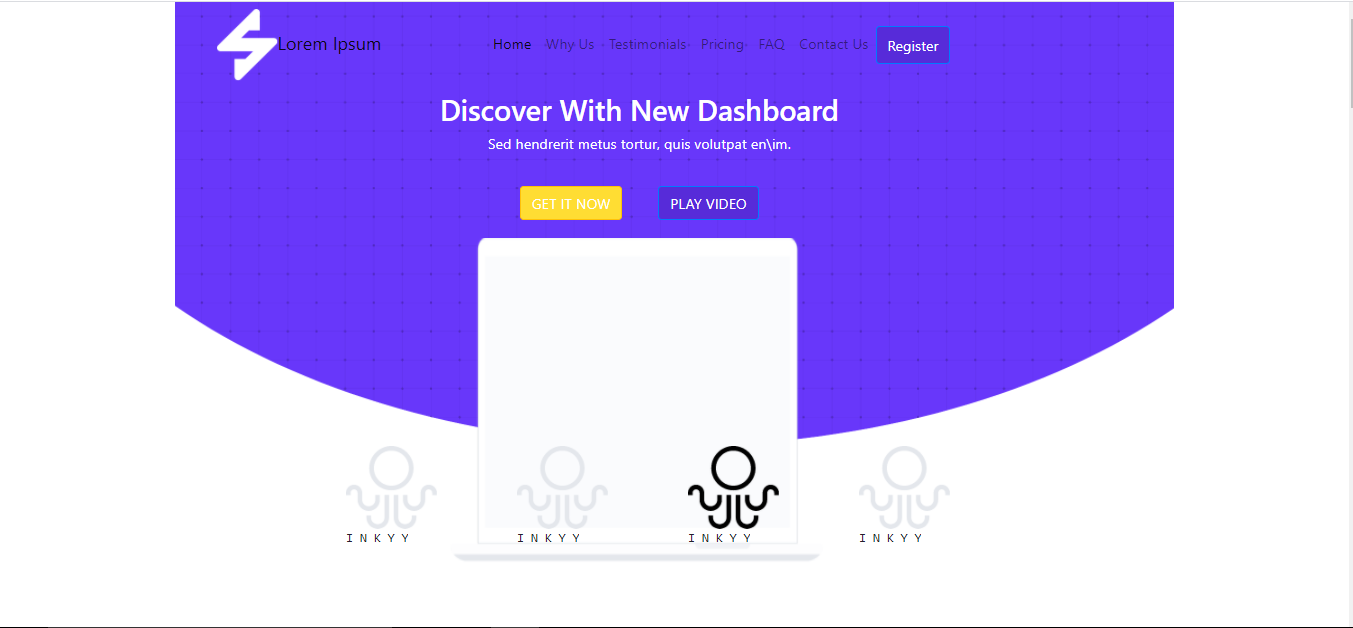 Lorem Ipsum
Home Why Us Testimonials Pricing FAQ Contact Us Register
Discover With New Dashboard
Sed hendrerit metus tortur, quis volutpat en\im.
GET IT NOW PLAY VIDEO
INKYY INKYY INKYY INKYY